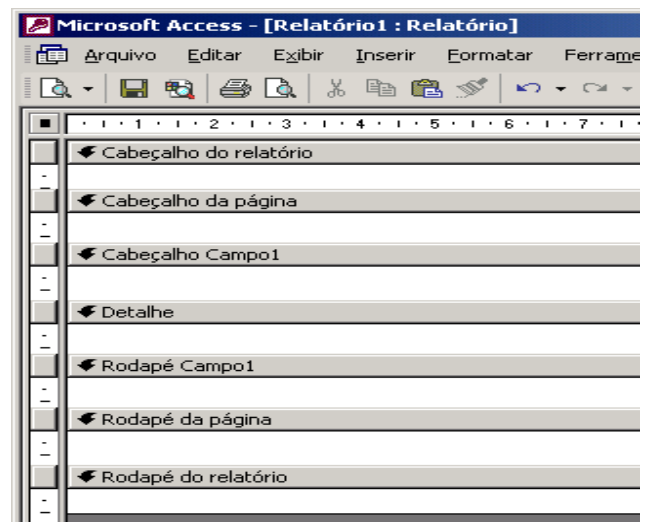 Microsoft Access - [Relatório1 : Relatório]
Arquivo Editar Exibir Inserir Formatar
1 2 3 4 5 6 7
Cabeçalho do relatório
Cabeçalho da página
Cabeçalho Campo1
Detalhe
Rodapé Campo1
Rodapé da página
Rodapé do relatório